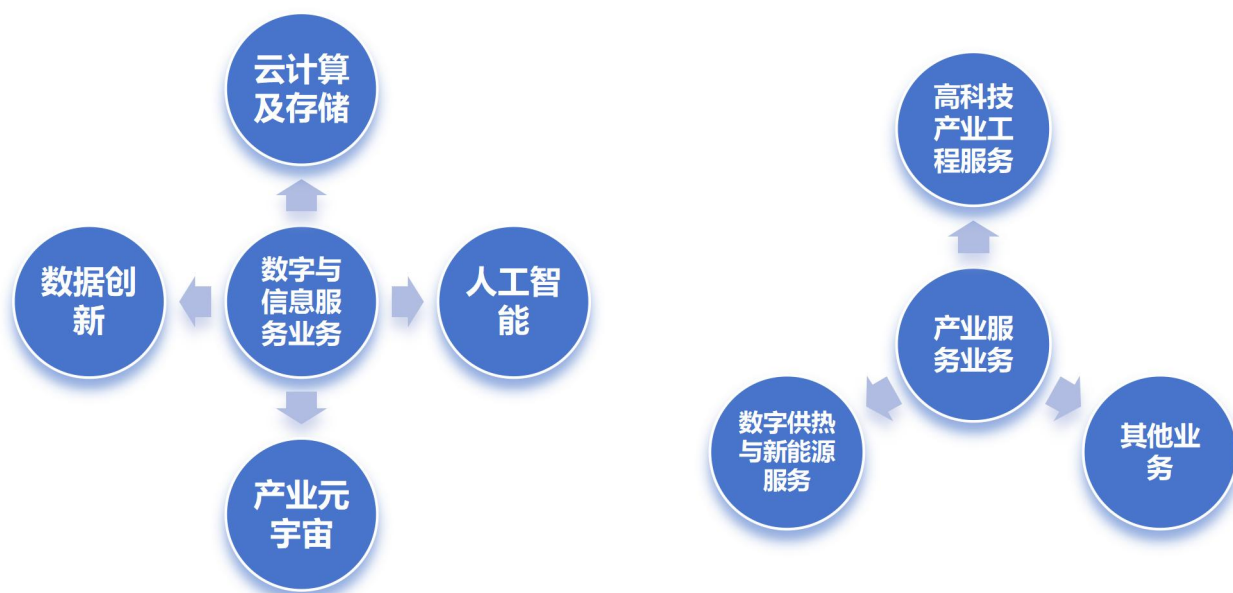 云计算
及存储
数据创
新
数字与
信息服
务业务
人工智
能
产业元
宇宙
高科技
产业工
程服务
产业服
务业务
数字供热
与新能源
服务
其他业
务